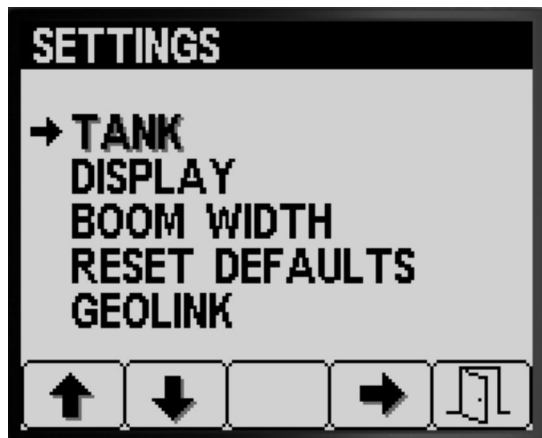 SETTINGS
TANK
DISPLAY
BOOM WIDTH
RESET DEFAULTS
GEOLINK